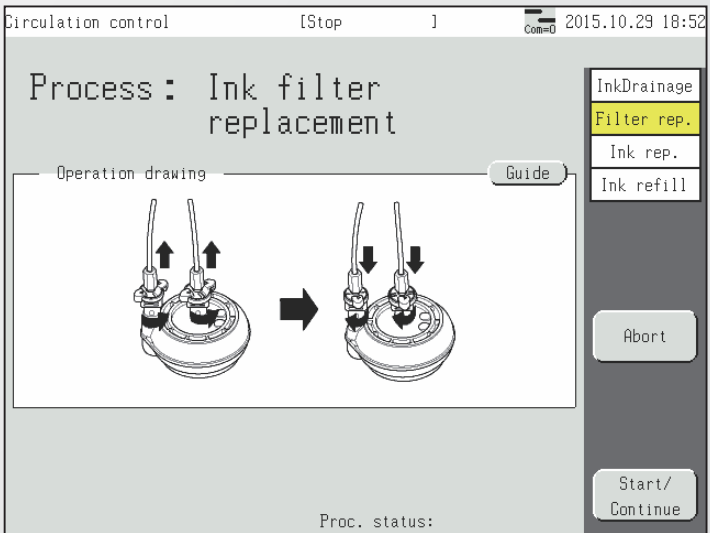 Circulation control [Stop ] Com=0 2015.10.29 18:52
Process: Ink filter
replacement
Operation drawing
Guide
InkDrainage
Filter rep.
Ink rep.
Ink refill
Abort
Start/
Continue
Proc. status: